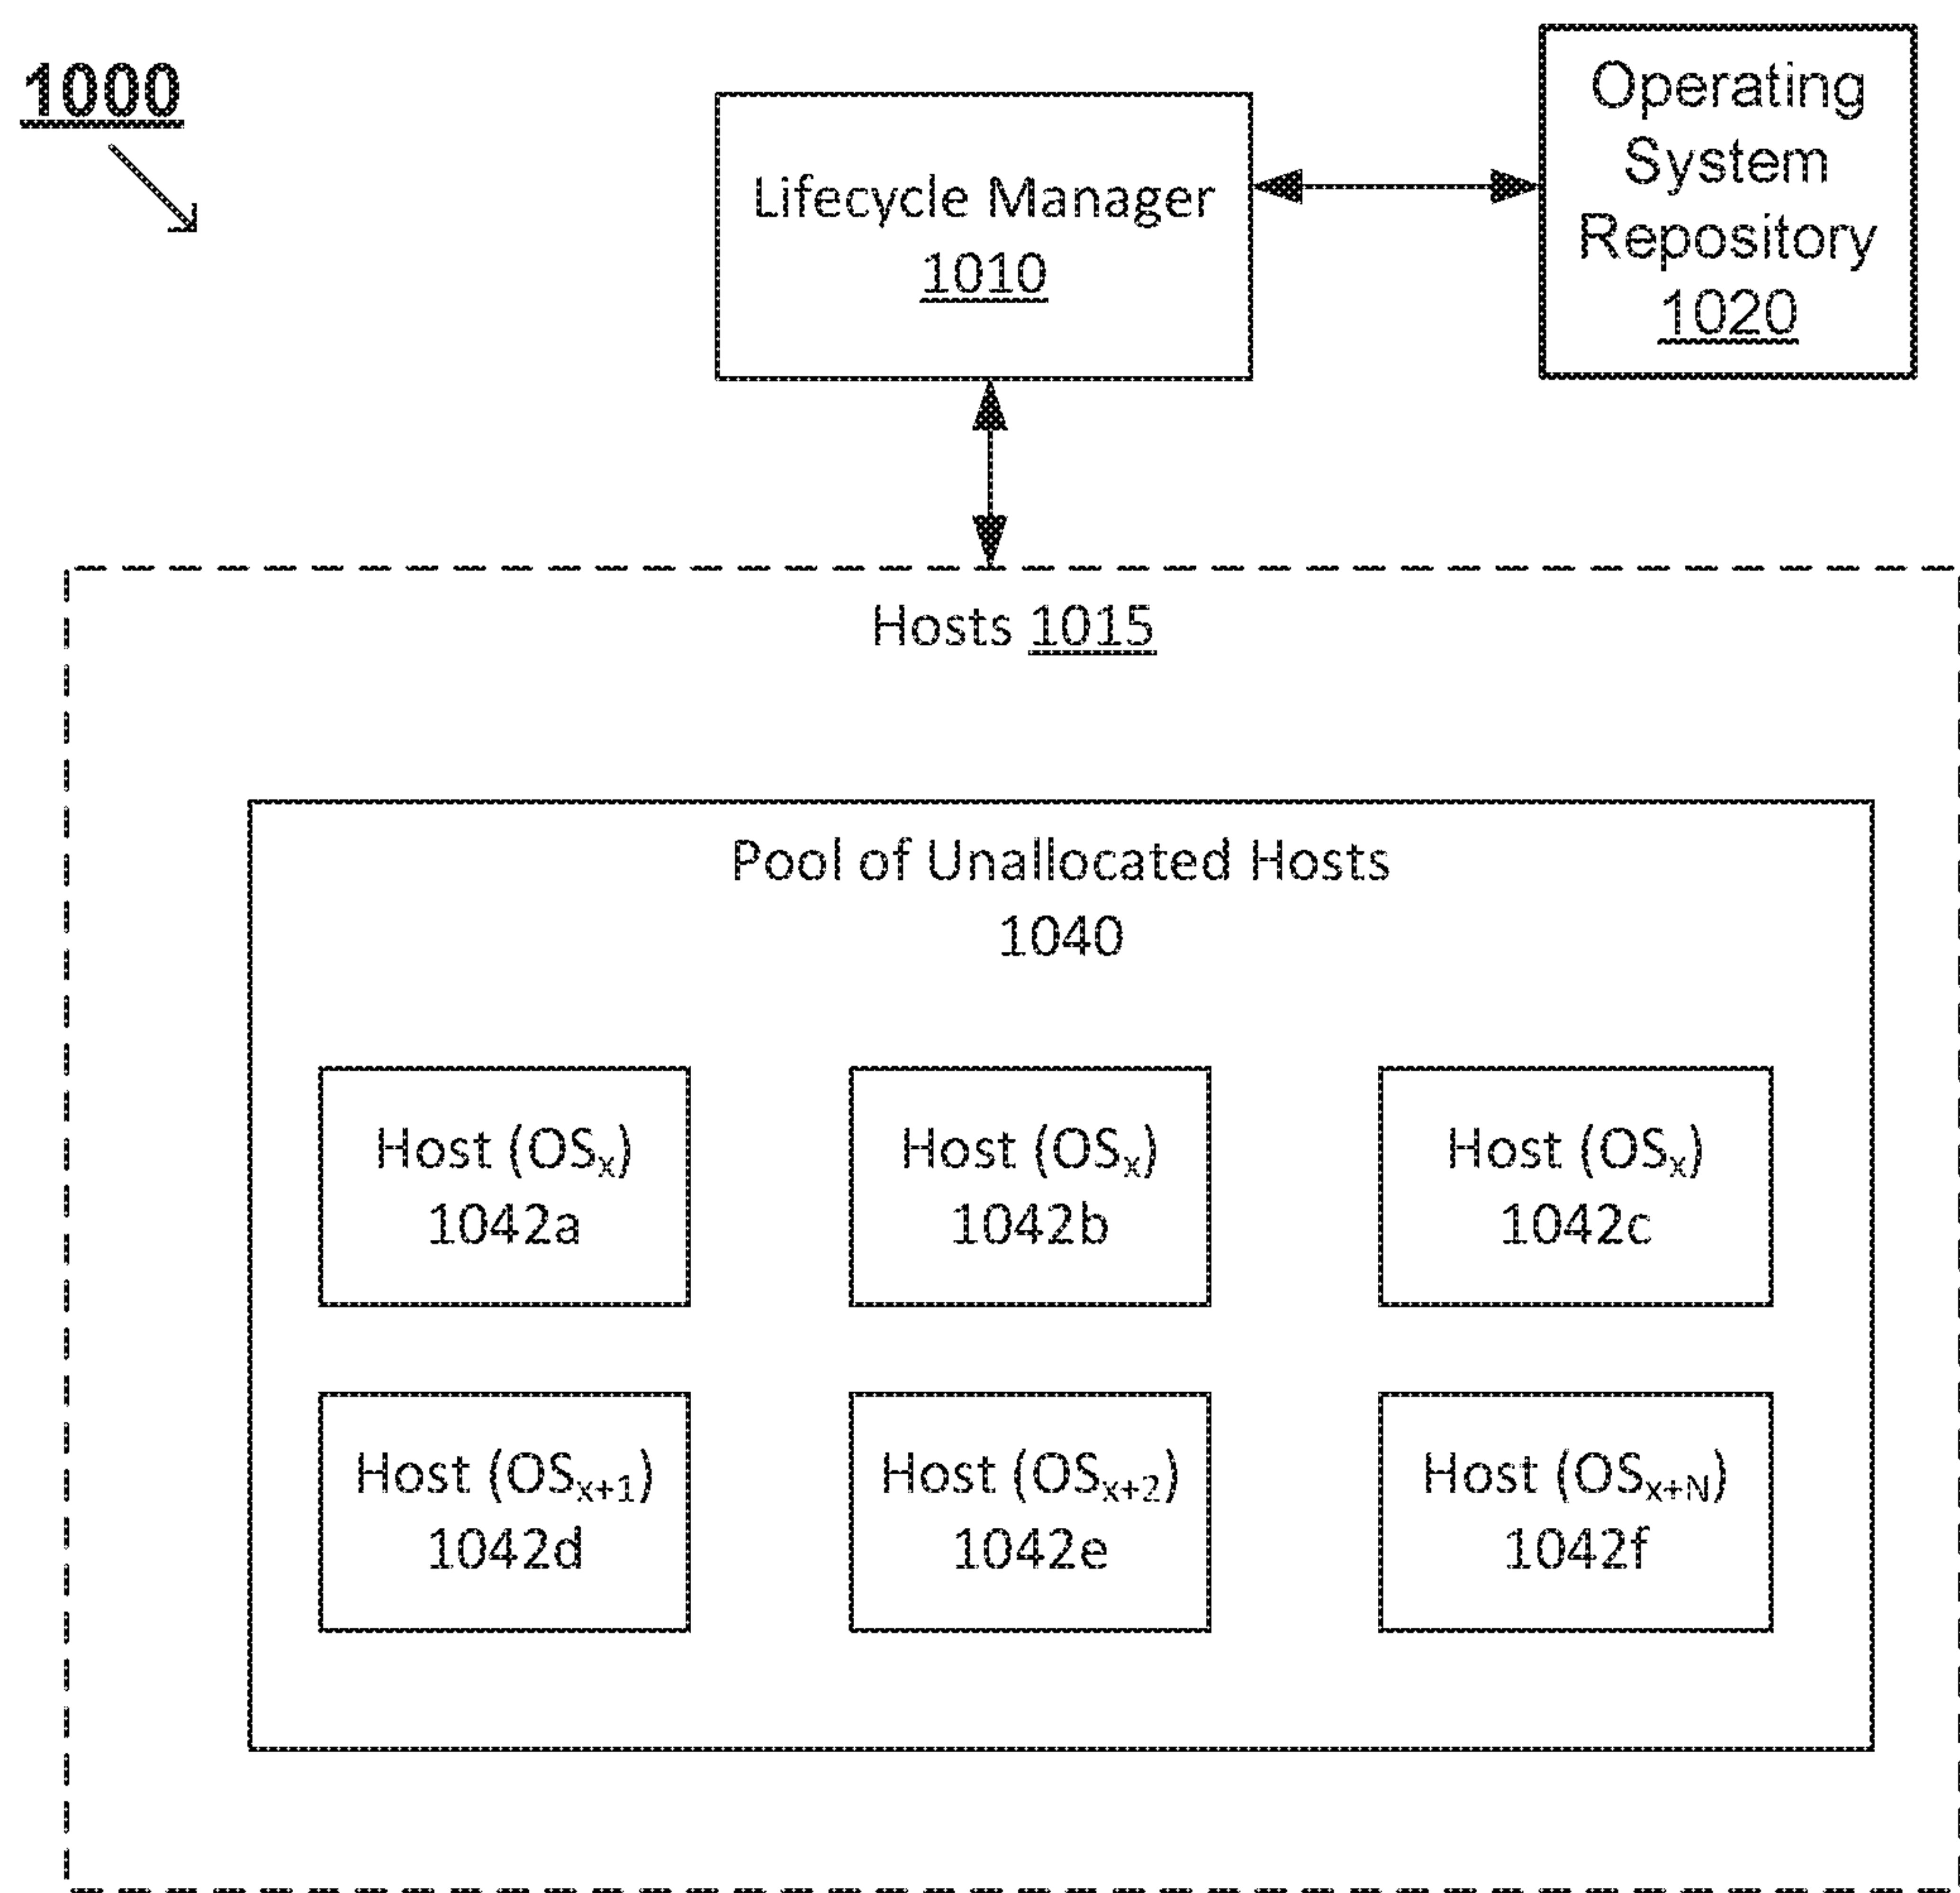 1000
Lifecycle Manager
1010
Operating
System
Repository
1020
Hosts 1015
Pool of Unallocated Hosts
1040
Host (OSₓ)
1042a
Host (OSₓ)
1042b
Host (OSₓ)
1042c
Host (OSₓ₊₁)
1042d
Host (OSₓ₊₂)
1042e
Host (OSx+N)
1042f